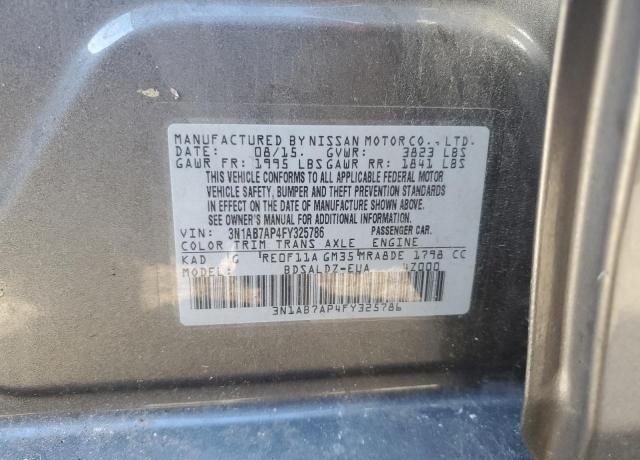 MANUFACTURED BY NISSAN MOTOR CO., LTD.
DATE: 08/15. GVWR: 3823 LBS
GAWR FR: 1995 LBS GAWR RR: 1841 LBS
THIS VEHICLE CONFORMS TO ALL APPLICABLE FEDERAL MOTOR
VEHICLE SAFETY, BUMPER AND THEFT PREVENTION STANDARDS
IN EFFECT ON THE DATE OF MANUFACTURE SHOWN ABOVE.
SEE OWNER'S MANUAL FOR ADDITIONAL INFORMATION.
VIN: 3N1AB7AP4FY325786 PASSENGER CAR.
COLOR TRIM TRANS AXLE ENGINE
KAD G RE0F11A GM35 MRA8DE 1798 CC
MODEL: BDSALDZ-EUA 4Z000
3N1AB7AP4FY325786